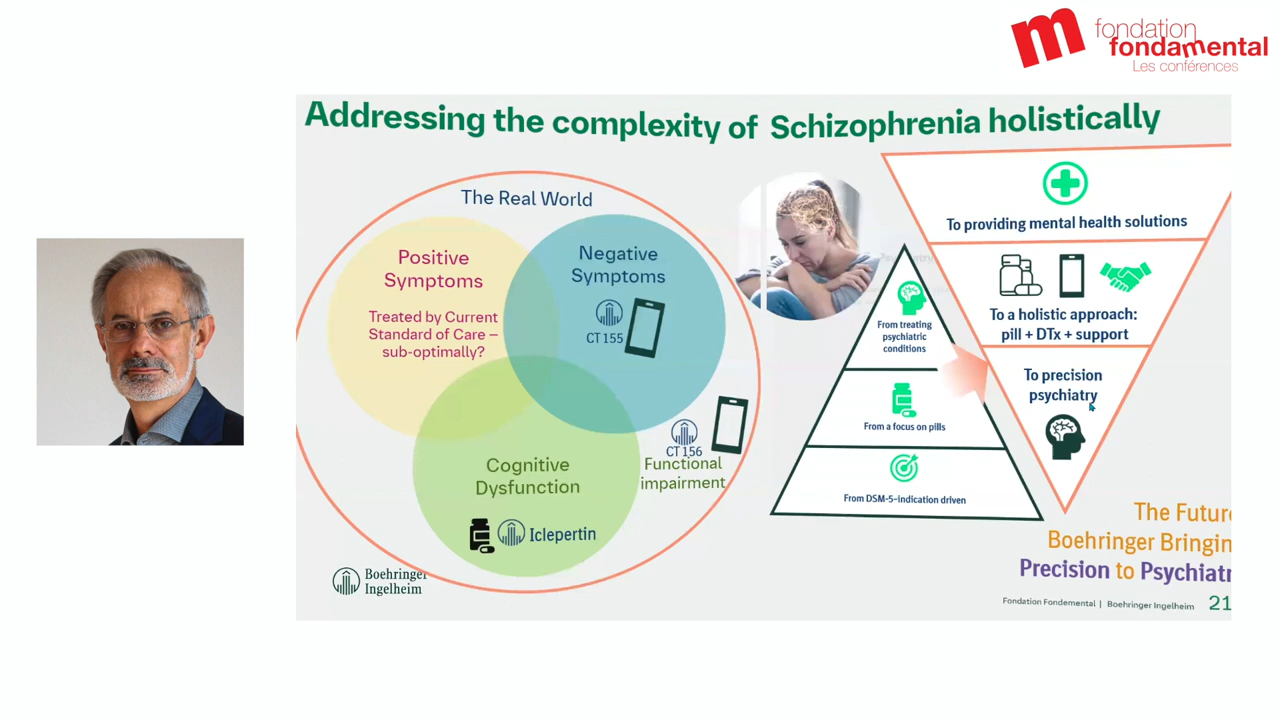 fondation
fondamental
Les conférences
Addressing the complexity of Schizophrenia holistically
The Real World
Positive
Symptoms
Treated by Current
Standard of Care –
sub-optimally?
Negative
Symptoms
CT 155
Cognitive
Dysfunction
Iclepertin
CT 156
Functional
impairment
Boehringer
Ingelheim
From treating
psychiatric
conditions
From a focus on pills
From DSM-5-indication driven
To providing mental health solutions
To a holistic approach:
pill + DTx + support
To precision
psychiatry
The Futur
Boehringer Bringin
Precision to Psychiatr
Fondation Fondemental | Boehringer Ingelheim 21